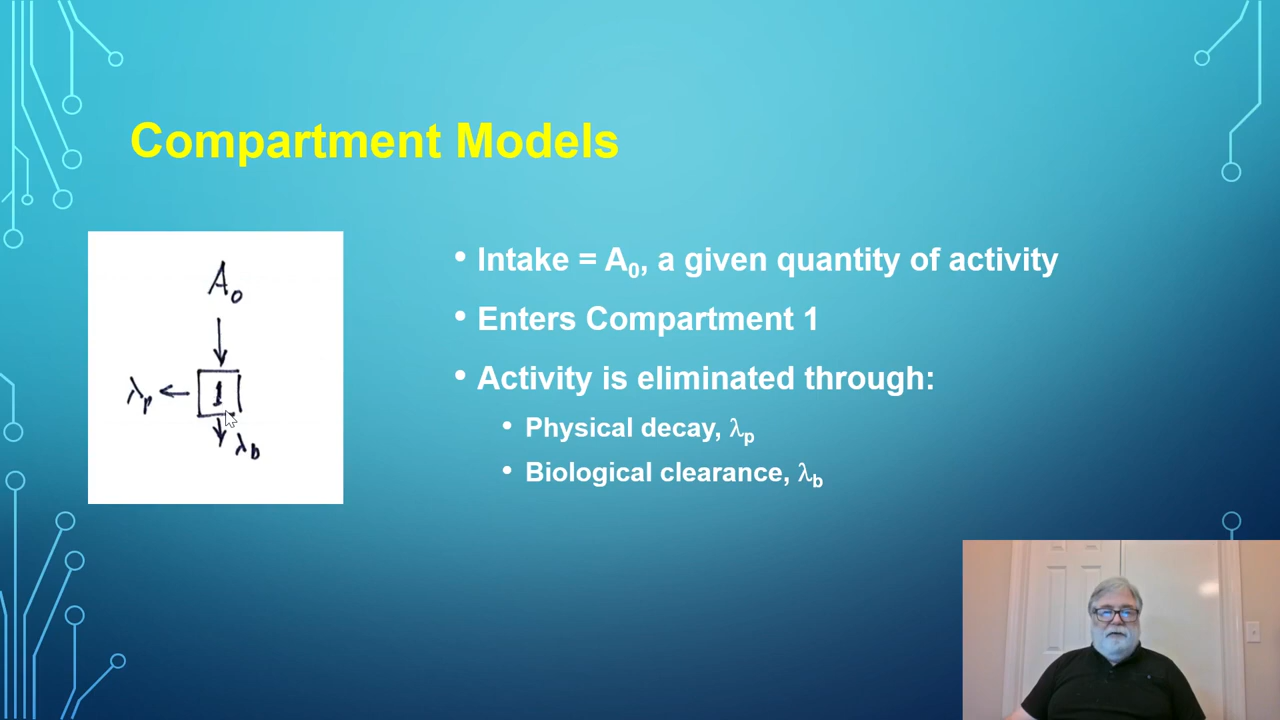 Compartment Models
A₀
λp
1
λb
• Intake = A₀, a given quantity of activity
• Enters Compartment 1
• Activity is eliminated through:
• Physical decay, λp
• Biological clearance, λb